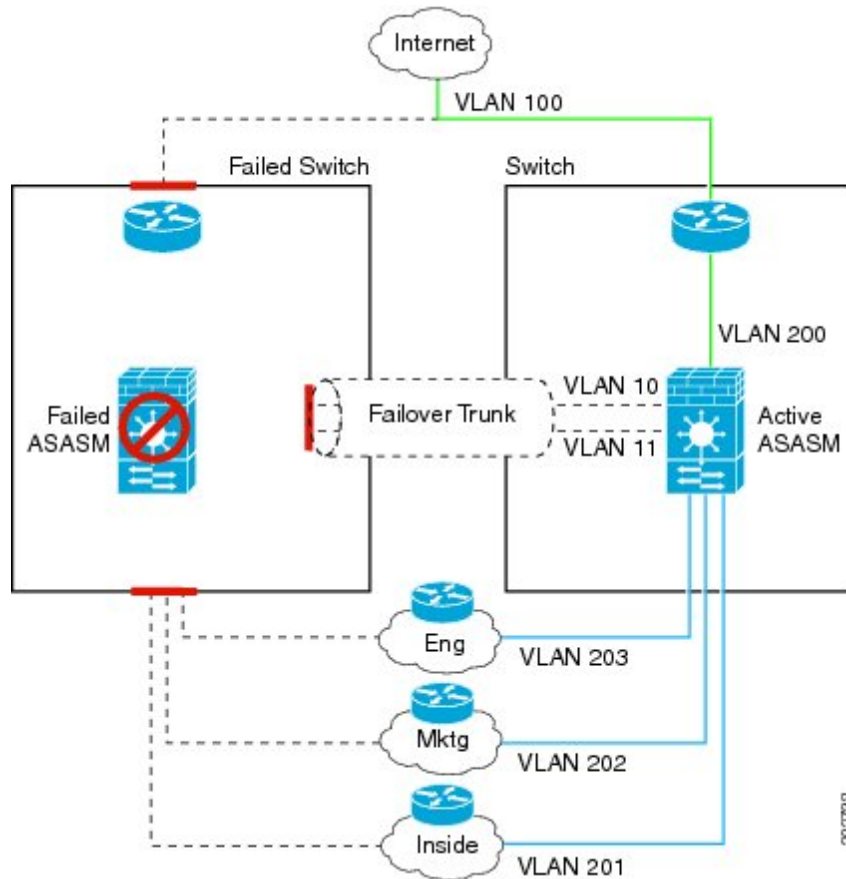 Internet
VLAN 100
Failed Switch
Switch
VLAN 200
Failed
ASASM
Failover Trunk
VLAN 10
VLAN 11
Active
ASASM
Eng
VLAN 203
Mktg
VLAN 202
Inside
VLAN 201